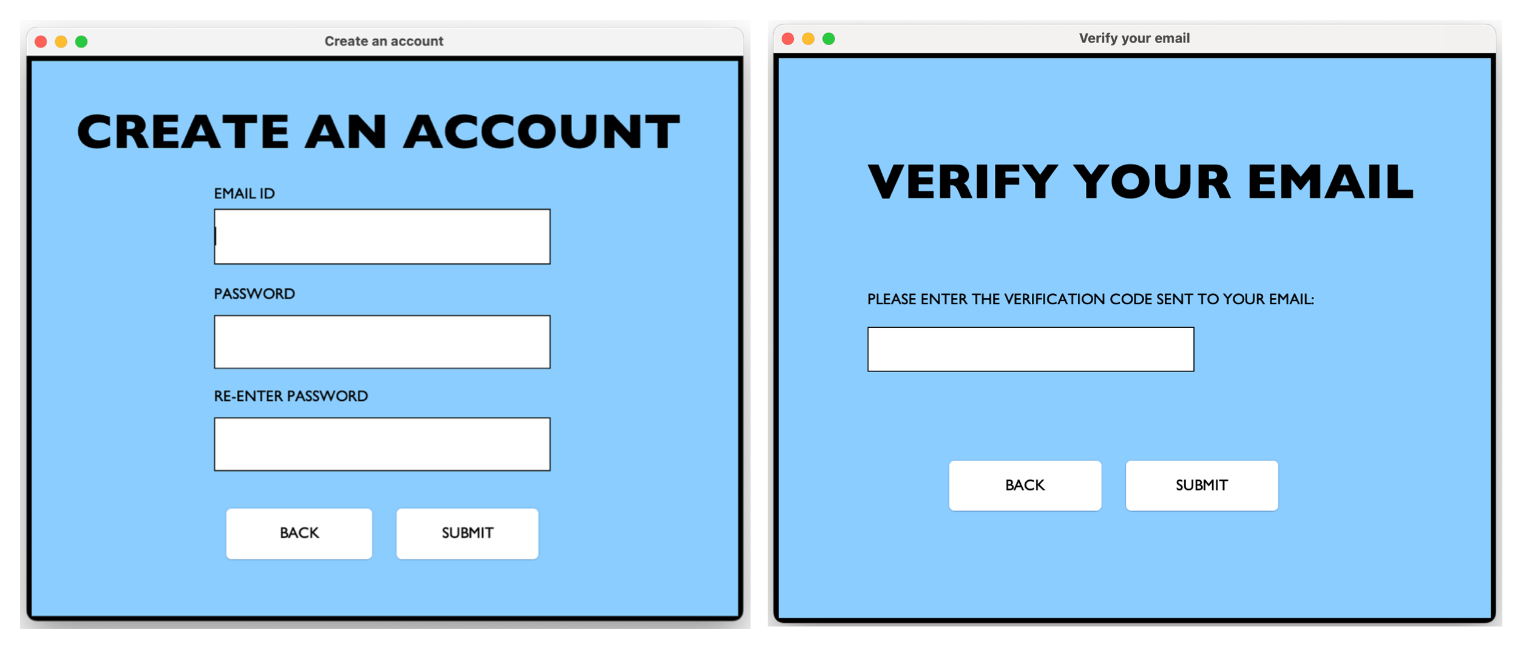 Create an account
CREATE AN ACCOUNT
EMAIL ID
PASSWORD
RE-ENTER PASSWORD
BACK
SUBMIT
Verify your email
VERIFY YOUR EMAIL
PLEASE ENTER THE VERIFICATION CODE SENT TO YOUR EMAIL:
BACK
SUBMIT